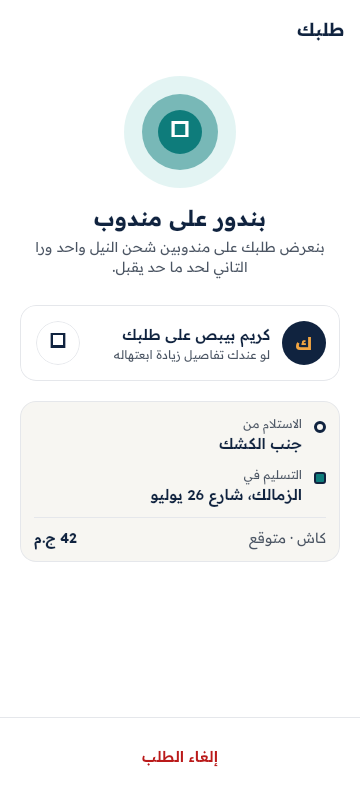 طلبك
بندور على مندوب
بنعرض طلبك على مندوبين شحن النيل واحد ورا
التاني لحد ما حد يقبل.
ك
كريم بيبص على طلبك
لو عندك تفاصيل زيادة ابعتهاله
الاستلام من
جنب الكشك
التسليم في
الزمالك، شارع 26 يوليو
كاش · متوقع
42 ج.م
إلغاء الطلب